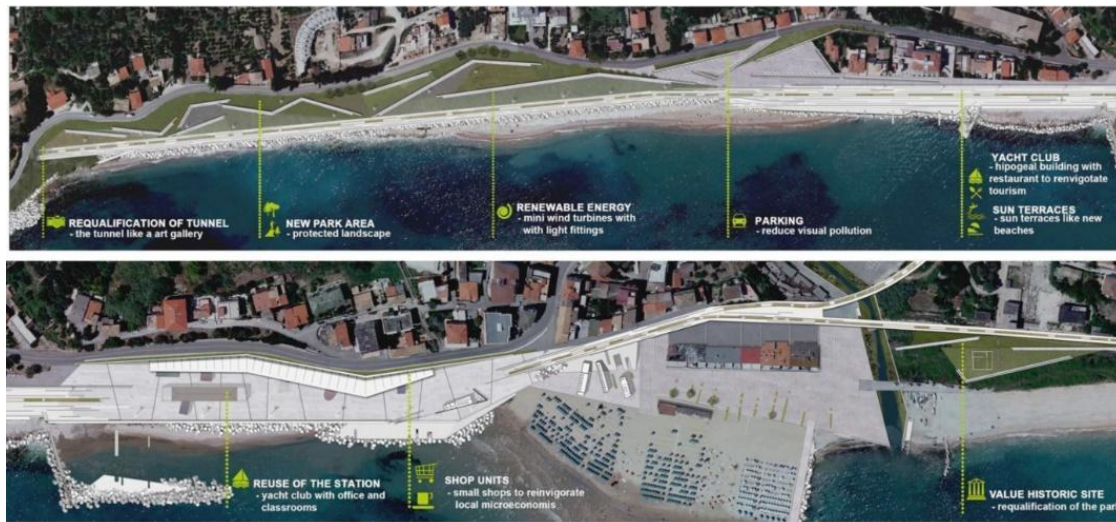 REQUALIFICATION OF TUNNEL
- the tunnel like a art gallery
NEW PARK AREA
- protected landscape
RENEWABLE ENERGY
- mini wind turbines with
with light fittings
PARKING
- reduce visual pollution
YACHT CLUB
- hipogeal building with
restaurant to renvigotate
tourism
SUN TERRACES
- sun terraces like new
beaches
REUSE OF THE STATION
- yacht club with office and
classrooms
SHOP UNITS
- small shops to reinvigorate
local microeconomis
VALUE HISTORIC SITE
- requalification of the par